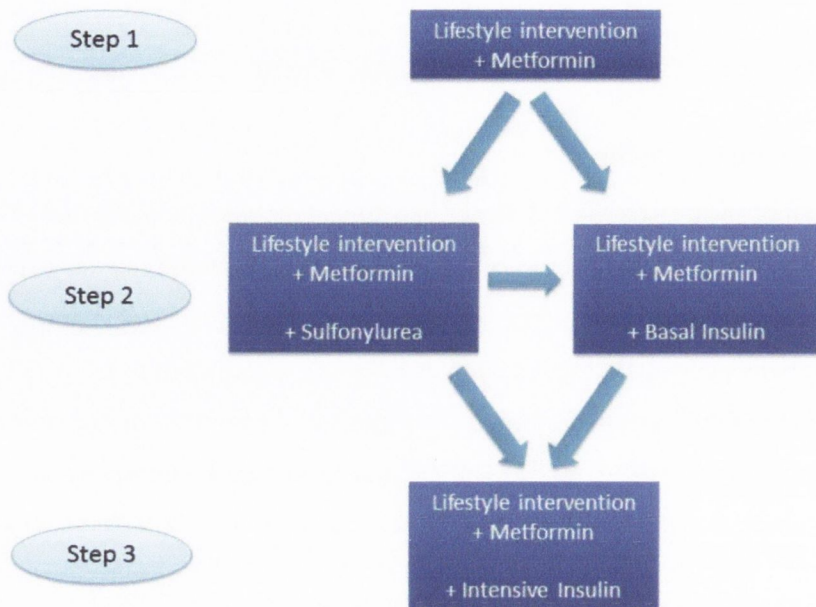 Step 1
Lifestyle intervention
+ Metformin
Step 2
Lifestyle intervention
+ Metformin
+ Sulfonylurea
Lifestyle intervention
+ Metformin
+ Basal Insulin
Step 3
Lifestyle intervention
+ Metformin
+ Intensive Insulin